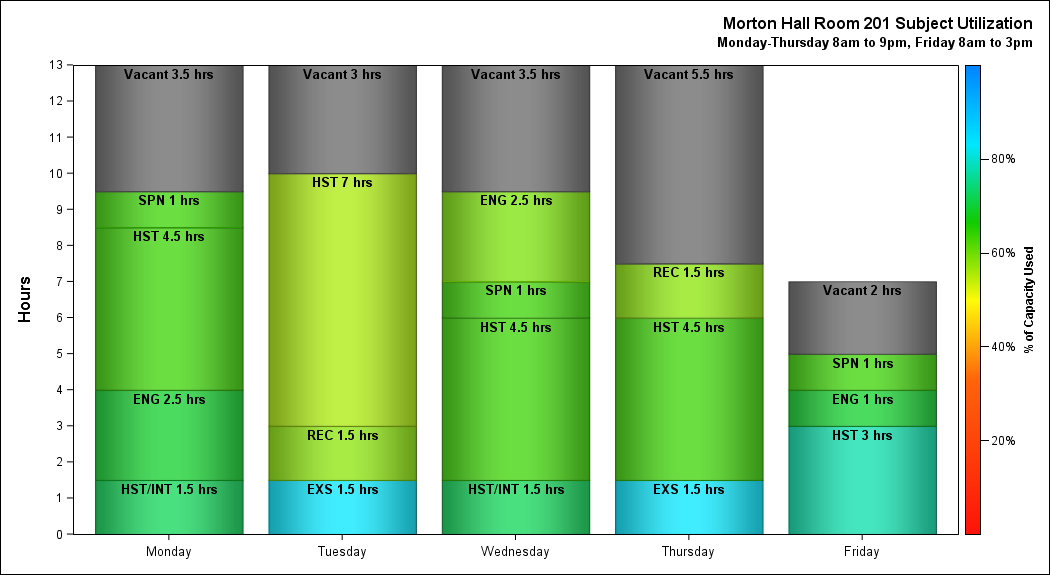 Morton Hall Room 201 Subject Utilization
Monday-Thursday 8am to 9pm, Friday 8am to 3pm
Hours
13
12
11
10
9
8
7
6
5
4
3
2
1
0
Vacant 3.5 hrs
SPN 1 hrs
HST 4.5 hrs
ENG 2.5 hrs
HST/INT 1.5 hrs
Vacant 3 hrs
HST 7 hrs
REC 1.5 hrs
EXS 1.5 hrs
Vacant 3.5 hrs
ENG 2.5 hrs
SPN 1 hrs
HST 4.5 hrs
HST/INT 1.5 hrs
Vacant 5.5 hrs
REC 1.5 hrs
HST 4.5 hrs
EXS 1.5 hrs
Vacant 2 hrs
SPN 1 hrs
ENG 1 hrs
HST 3 hrs
Monday
Tuesday
Wednesday
Thursday
Friday
80%
60%
40%
20%
% of Capacity Used